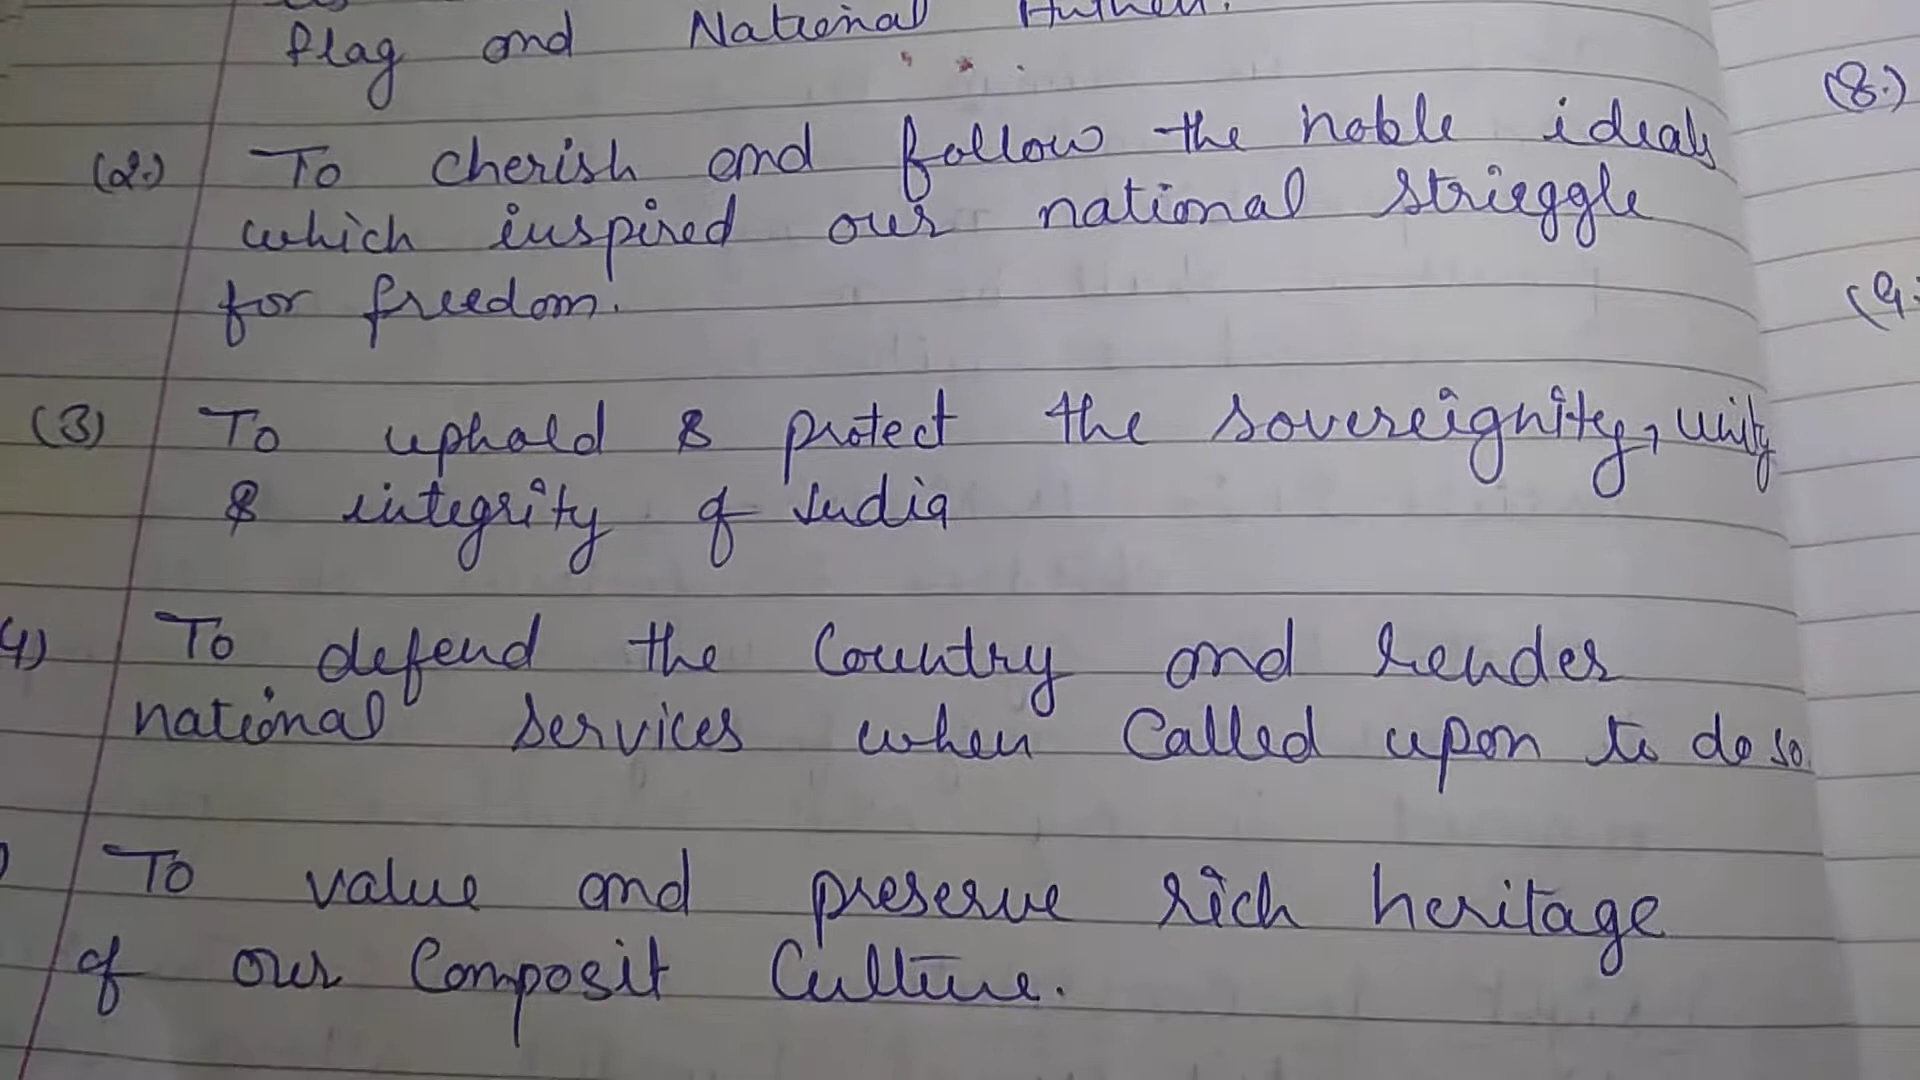 flag and National
(2.) To cherish and follow the noble ideals
which inspired our national struggle
for freedom.
(3) To uphold & protect the sovereignity, unity
& integrity of India
4) To defend the Country and render
national services when Called upon to do so.
) To value and preserve rich heritage
of our Composit Culture.
(8.)
(9.